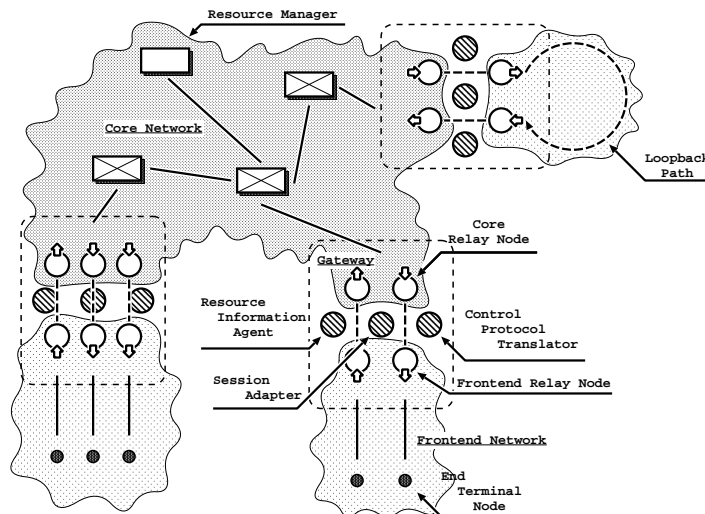 Resource Manager
Core Network
Loopback
Path
Core
Relay Node
Gateway
Resource
Information
Agent
Control
Protocol
Translator
Session
Adapter
Frontend Relay Node
Frontend Network
End
Terminal
Node